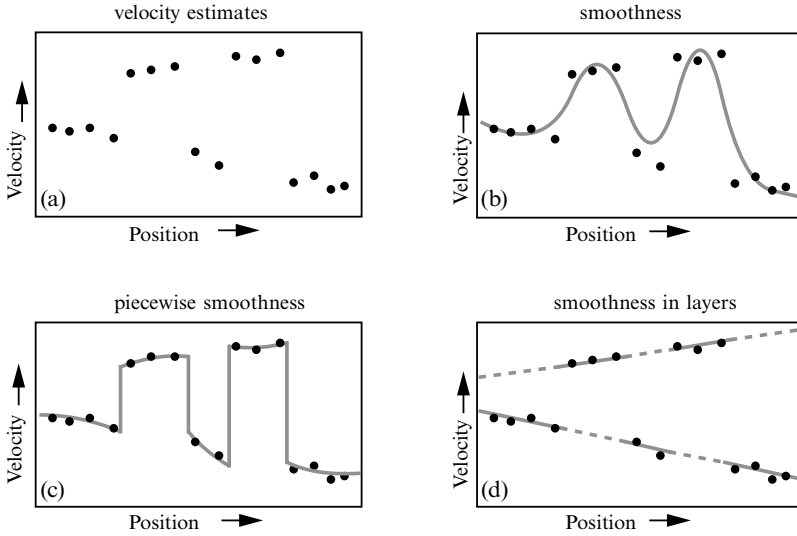 velocity estimates
Velocity
(a)
Position
smoothness
Velocity
(b)
Position
piecewise smoothness
Velocity
(c)
Position
smoothness in layers
Velocity
(d)
Position